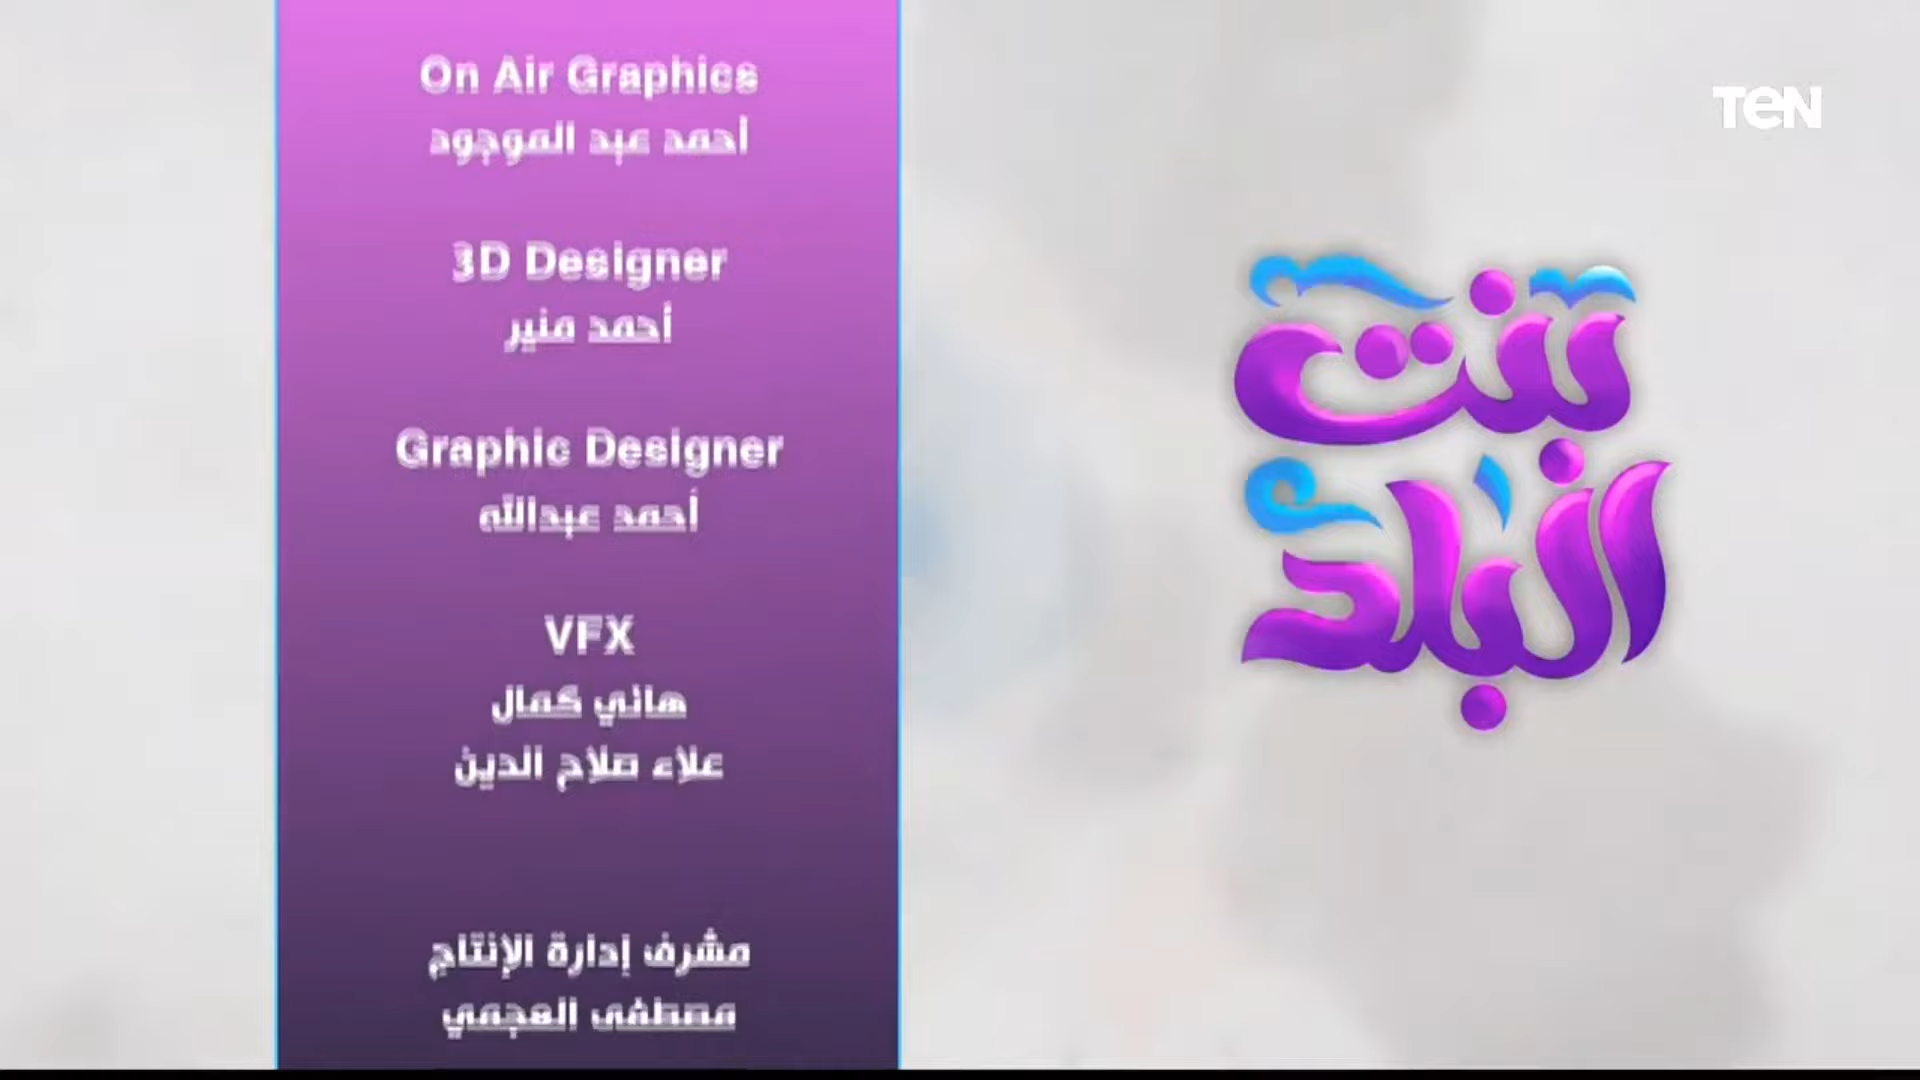 On Air Graphics
أحمد عبد الموجود
3D Designer
أحمد منير
Graphic Designer
أحمد عبدالله
VFX
هاني كمال
علاء صلاح الدين
مشرف إدارة الإنتاج
مصطفى العجمي
TeN
بنت
البلد